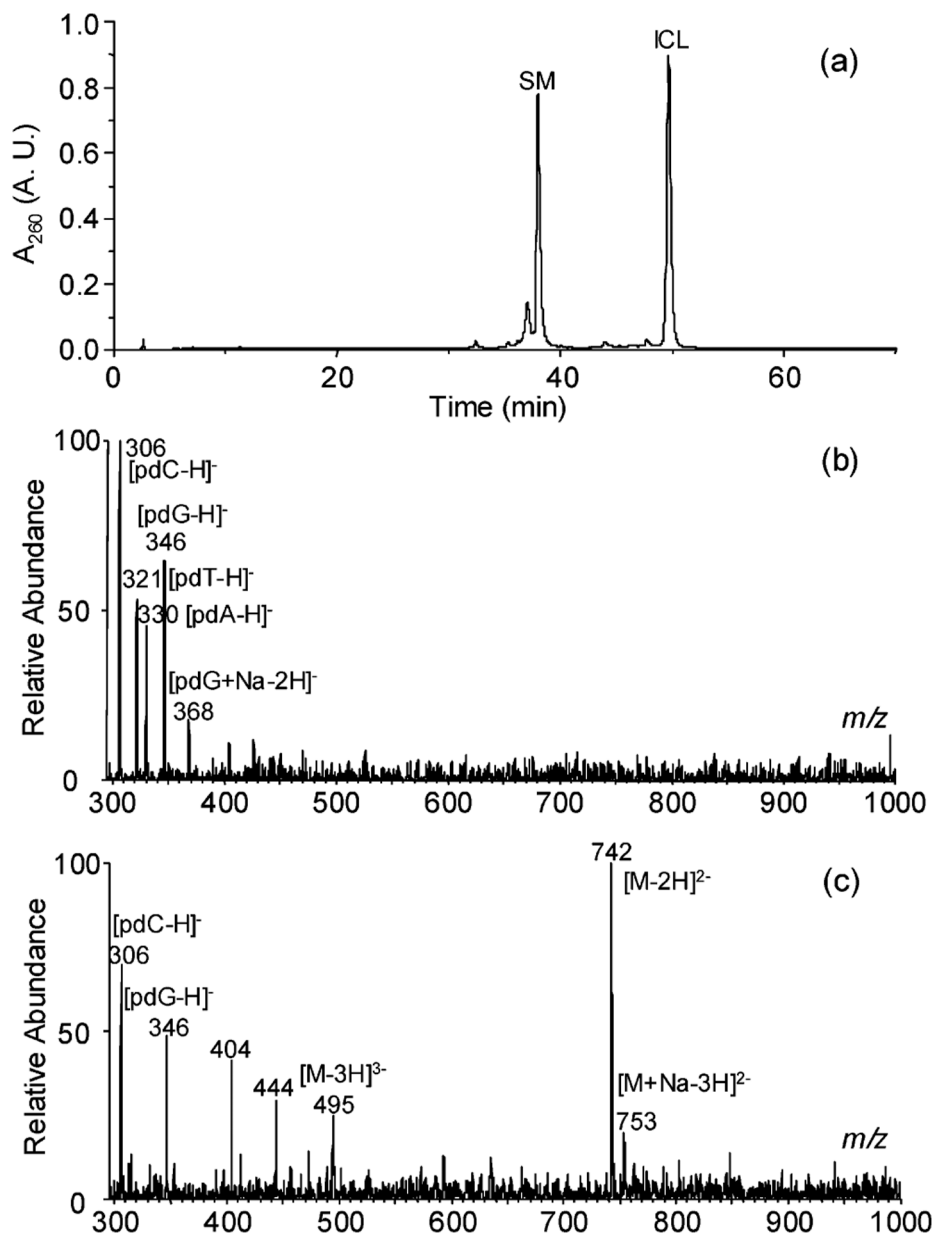 1.0
SM
ICL
(a)
0.8
0.6
0.4
0.2
0.0
A260 (A. U.)
0 20 40 60
Time (min)
100
306
[pdC-H]-
(b)
[pdG-H]-
346
321 [pdT-H]-
50
330 [pdA-H]-
[pdG+Na-2H]-
368
m/z
0
Relative Abundance
300 400 500 600 700 800 900 1000
742
100
[M-2H]2-
(c)
[pdC-H]-
306
[pdG-H]-
346
50
404
444
[M-3H]3-
495
[M+Na-3H]2-
753
m/z
0
Relative Abundance
300 400 500 600 700 800 900 1000